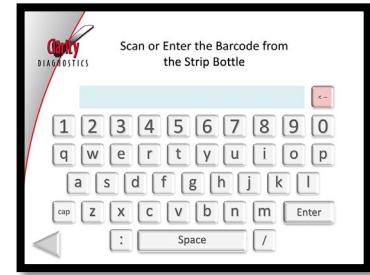 Clarity
DIAGNOSTICS
Scan or Enter the Barcode from
the Strip Bottle
<--
1 2 3 4 5 6 7 8 9 0
q w e r t y u i o p
a s d f g h j k l
cap z x c v b n m Enter
: Space /